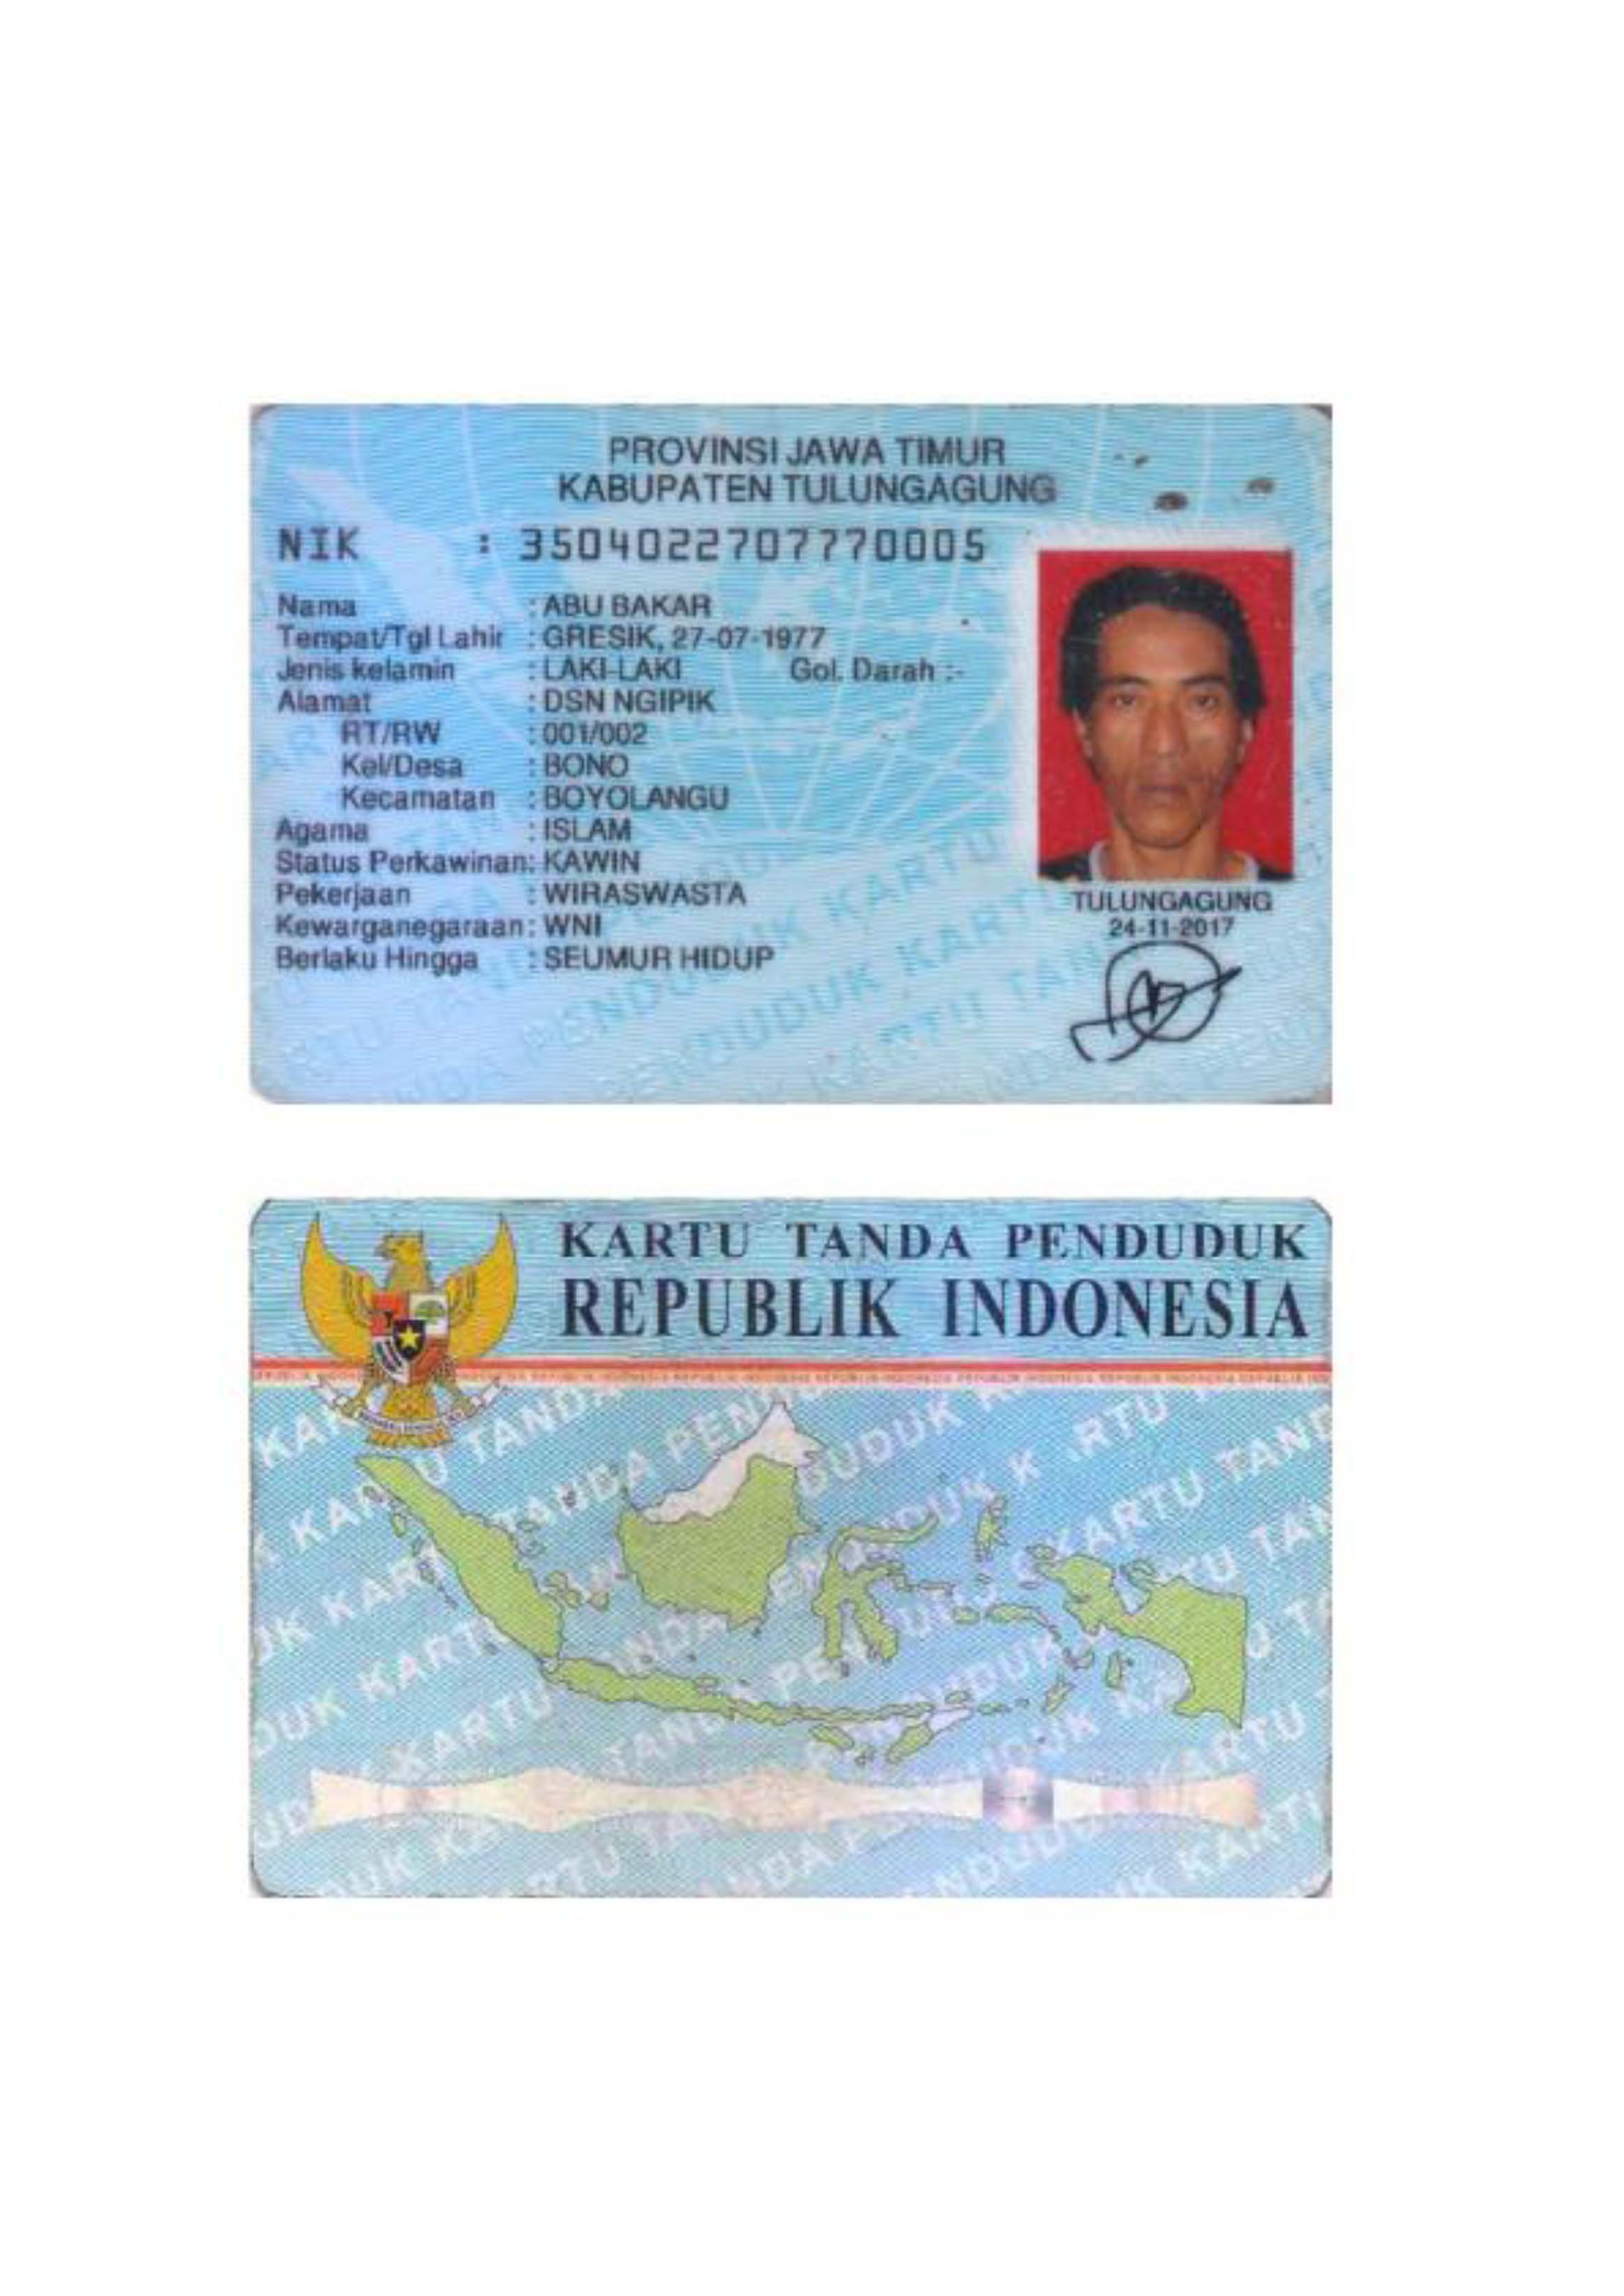 PROVINSI JAWA TIMUR
KABUPATEN TULUNGAGUNG
NIK : 3504022707770005
Nama : ABU BAKAR
Tempat/Tgl Lahir : GRESIK, 27-07-1977
Jenis kelamin : LAKI-LAKI Gol. Darah :-
Alamat : DSN NGIPIK
RT/RW : 001/002
Kel/Desa : BONO
Kecamatan : BOYOLANGU
Agama : ISLAM
Status Perkawinan: KAWIN
Pekerjaan : WIRASWASTA
Kewarganegaraan: WNI
Berlaku Hingga : SEUMUR HIDUP
TULUNGAGUNG
24-11-2017
KARTU TANDA PENDUDUK
REPUBLIK INDONESIA